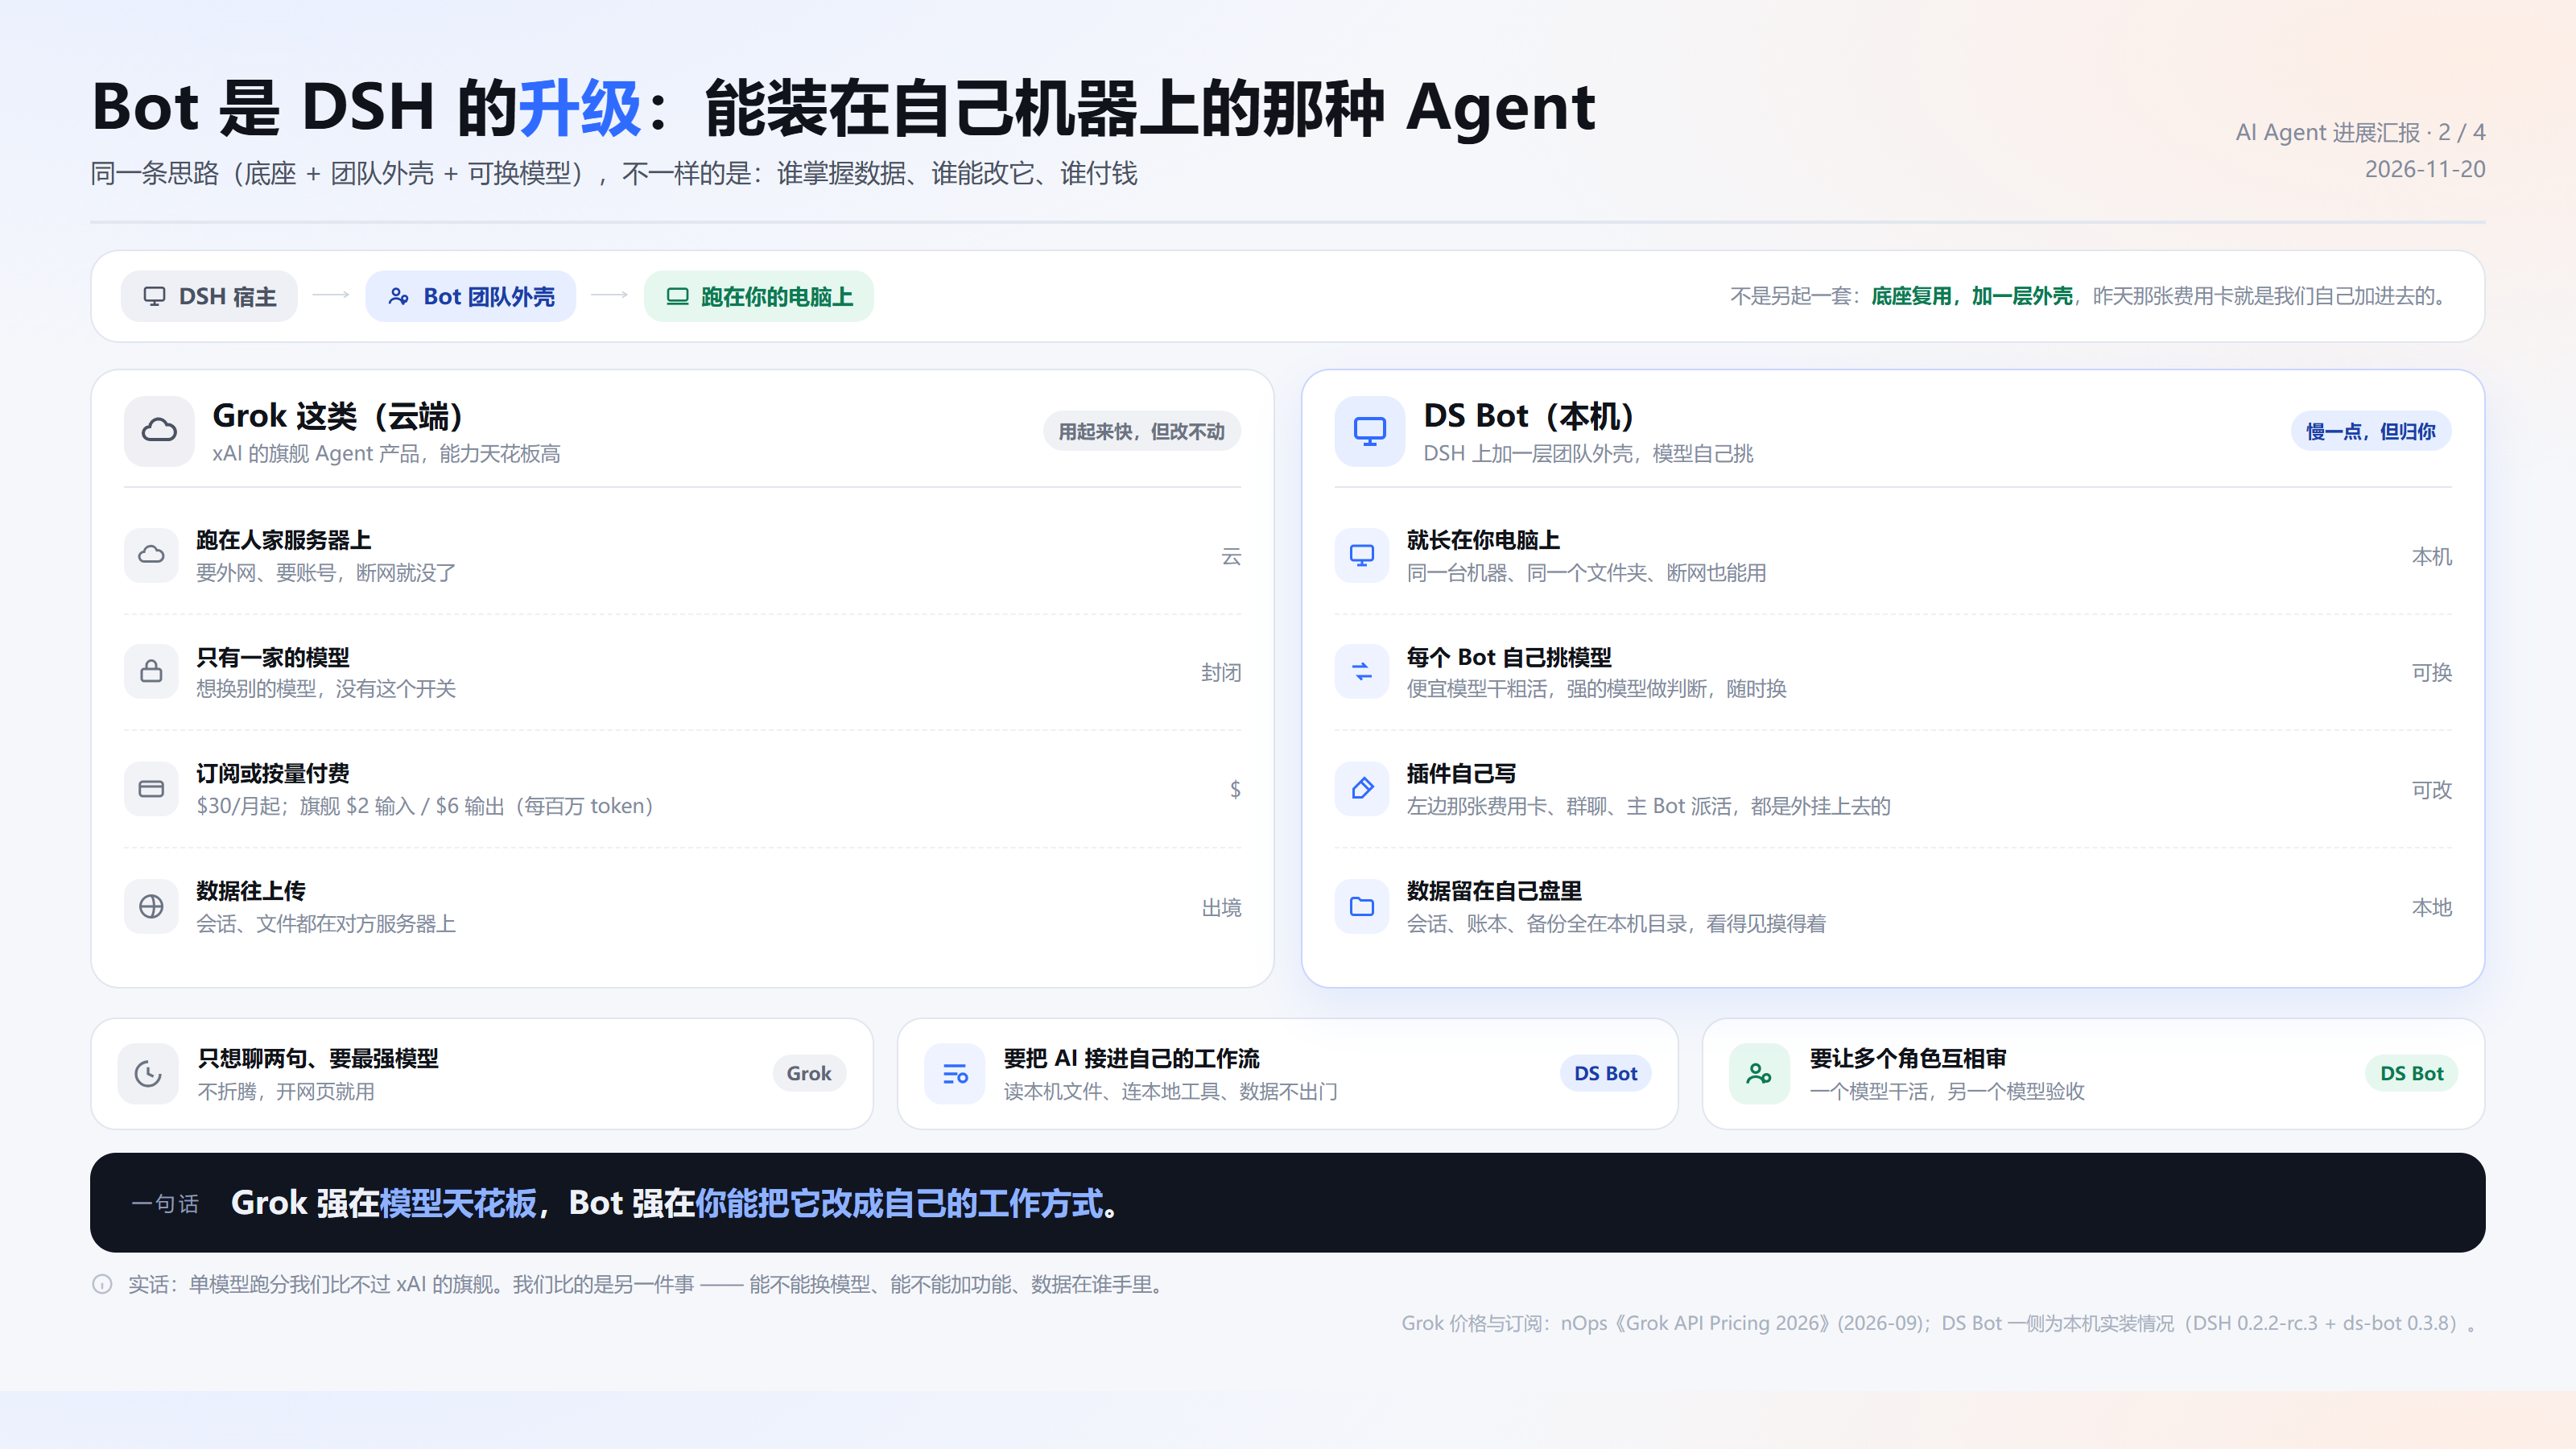 Bot 是 DSH 的升级：能装在自己机器上的那种 Agent
同一条思路（底座 + 团队外壳 + 可换模型），不一样的是：谁掌握数据、谁能改它、谁付钱
AI Agent 进展汇报 · 2 / 4
2026-11-20
DSH 宿主
Bot 团队外壳
跑在你的电脑上
不是另起一套：底座复用，加一层外壳，昨天那张费用卡就是我们自己加进去的。
Grok 这类（云端）
xAI 的旗舰 Agent 产品，能力天花板高
用起来快，但改不动
跑在人家服务器上
要外网、要账号，断网就没了
云
只有一家的模型
想换别的模型，没有这个开关
封闭
订阅或按量付费
$30/月起；旗舰 $2 输入 / $6 输出（每百万 token）
$
数据往上传
会话、文件都在对方服务器上
出境
DS Bot（本机）
DSH 上加一层团队外壳，模型自己挑
慢一点，但归你
就长在你电脑上
同一台机器、同一个文件夹、断网也能用
本机
每个 Bot 自己挑模型
便宜模型干粗活，强的模型做判断，随时换
可换
插件自己写
左边那张费用卡、群聊、主 Bot 派活，都是外挂上去的
可改
数据留在自己盘里
会话、账本、备份全在本机目录，看得见摸得着
本地
只想聊两句、要最强模型
不折腾，开网页就用
Grok
要把 AI 接进自己的工作流
读本机文件、连本地工具、数据不出门
DS Bot
要让多个角色互相审
一个模型干活，另一个模型验收
DS Bot
一句话
Grok 强在模型天花板，Bot 强在你能把它改成自己的工作方式。
实话：单模型跑分我们比不过 xAI 的旗舰。我们比的是另一件事 —— 能不能换模型、能不能加功能、数据在谁手里。
Grok 价格与订阅：nOps《Grok API Pricing 2026》(2026-09)；DS Bot 一侧为本机实装情况（DSH 0.2.2-rc.3 + ds-bot 0.3.8）。